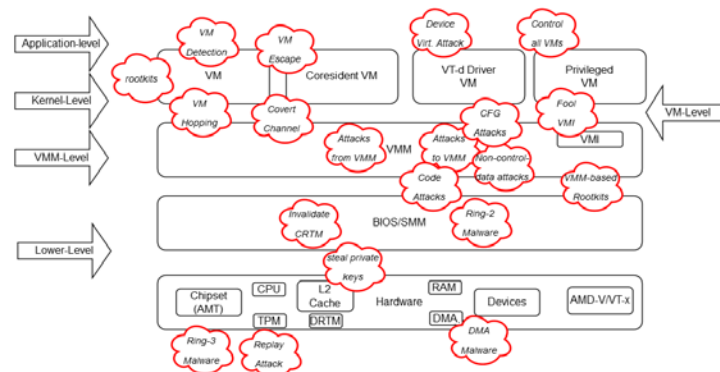 Application-level
Kernel-Level
VMM-Level
Lower-Level
VM-Level
VM
Detection
VM
Escape
Device
Virt. Attack
Control
all VMs
rootkits
VM
Coresident VM
VT-d Driver
VM
Privileged
VM
VM
Hopping
Covert
Channel
CFG
Attacks
Fool
VMI
Attacks
from VMM
VMM
Attacks
to VMM
Non-control-
data attacks
VMI
Code
Attacks
VMM-based
Rootkits
Invalidate
CRTM
BIOS/SMM
Ring-2
Malware
steal private
keys
Chipset
(AMT)
CPU
TPM
L2
Cache
DRTM
Hardware
RAM
DMA
Devices
AMD-V/VT-x
Ring-3
Malware
Replay
Attack
DMA
Malware